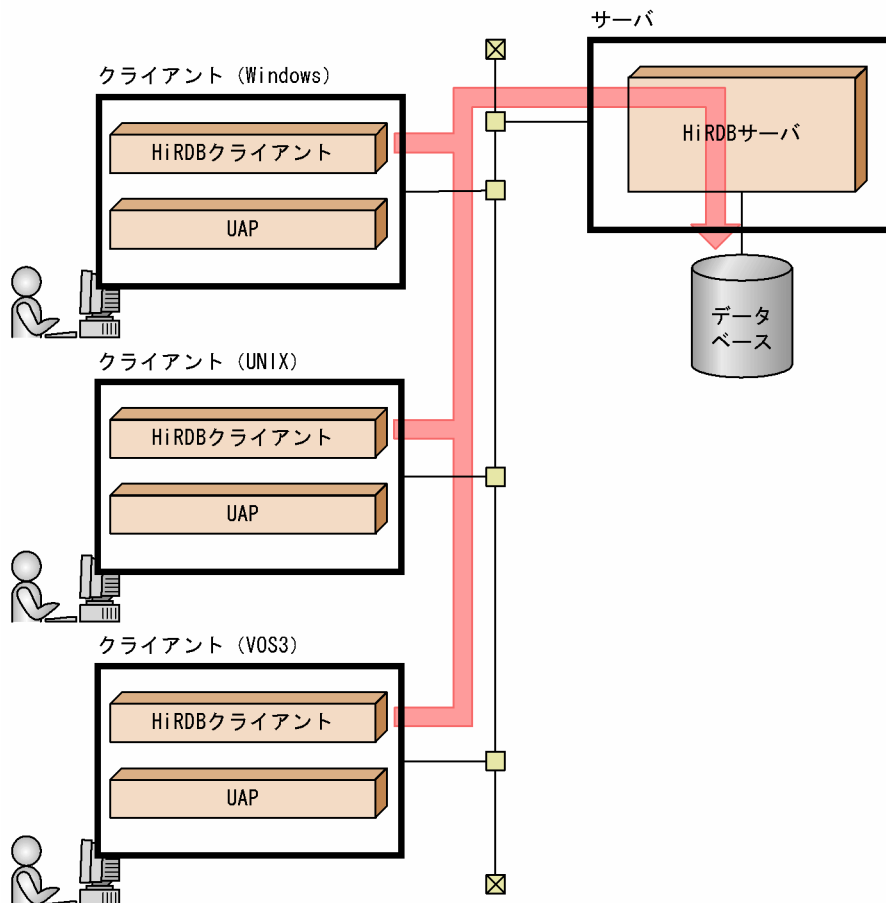 サーバ
クライアント（Windows）
HiRDBクライアント
UAP
HiRDBサーバ
データ
ベース
クライアント（UNIX）
HiRDBクライアント
UAP
クライアント（VOS3）
HiRDBクライアント
UAP